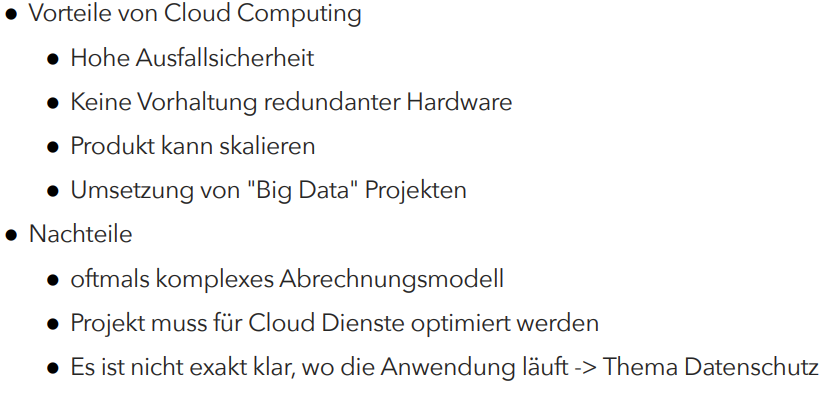 ● Vorteile von Cloud Computing
● Hohe Ausfallsicherheit
● Keine Vorhaltung redundanter Hardware
● Produkt kann skalieren
● Umsetzung von "Big Data" Projekten
● Nachteile
● oftmals komplexes Abrechnungsmodell
● Projekt muss für Cloud Dienste optimiert werden
● Es ist nicht exakt klar, wo die Anwendung läuft -> Thema Datenschutz